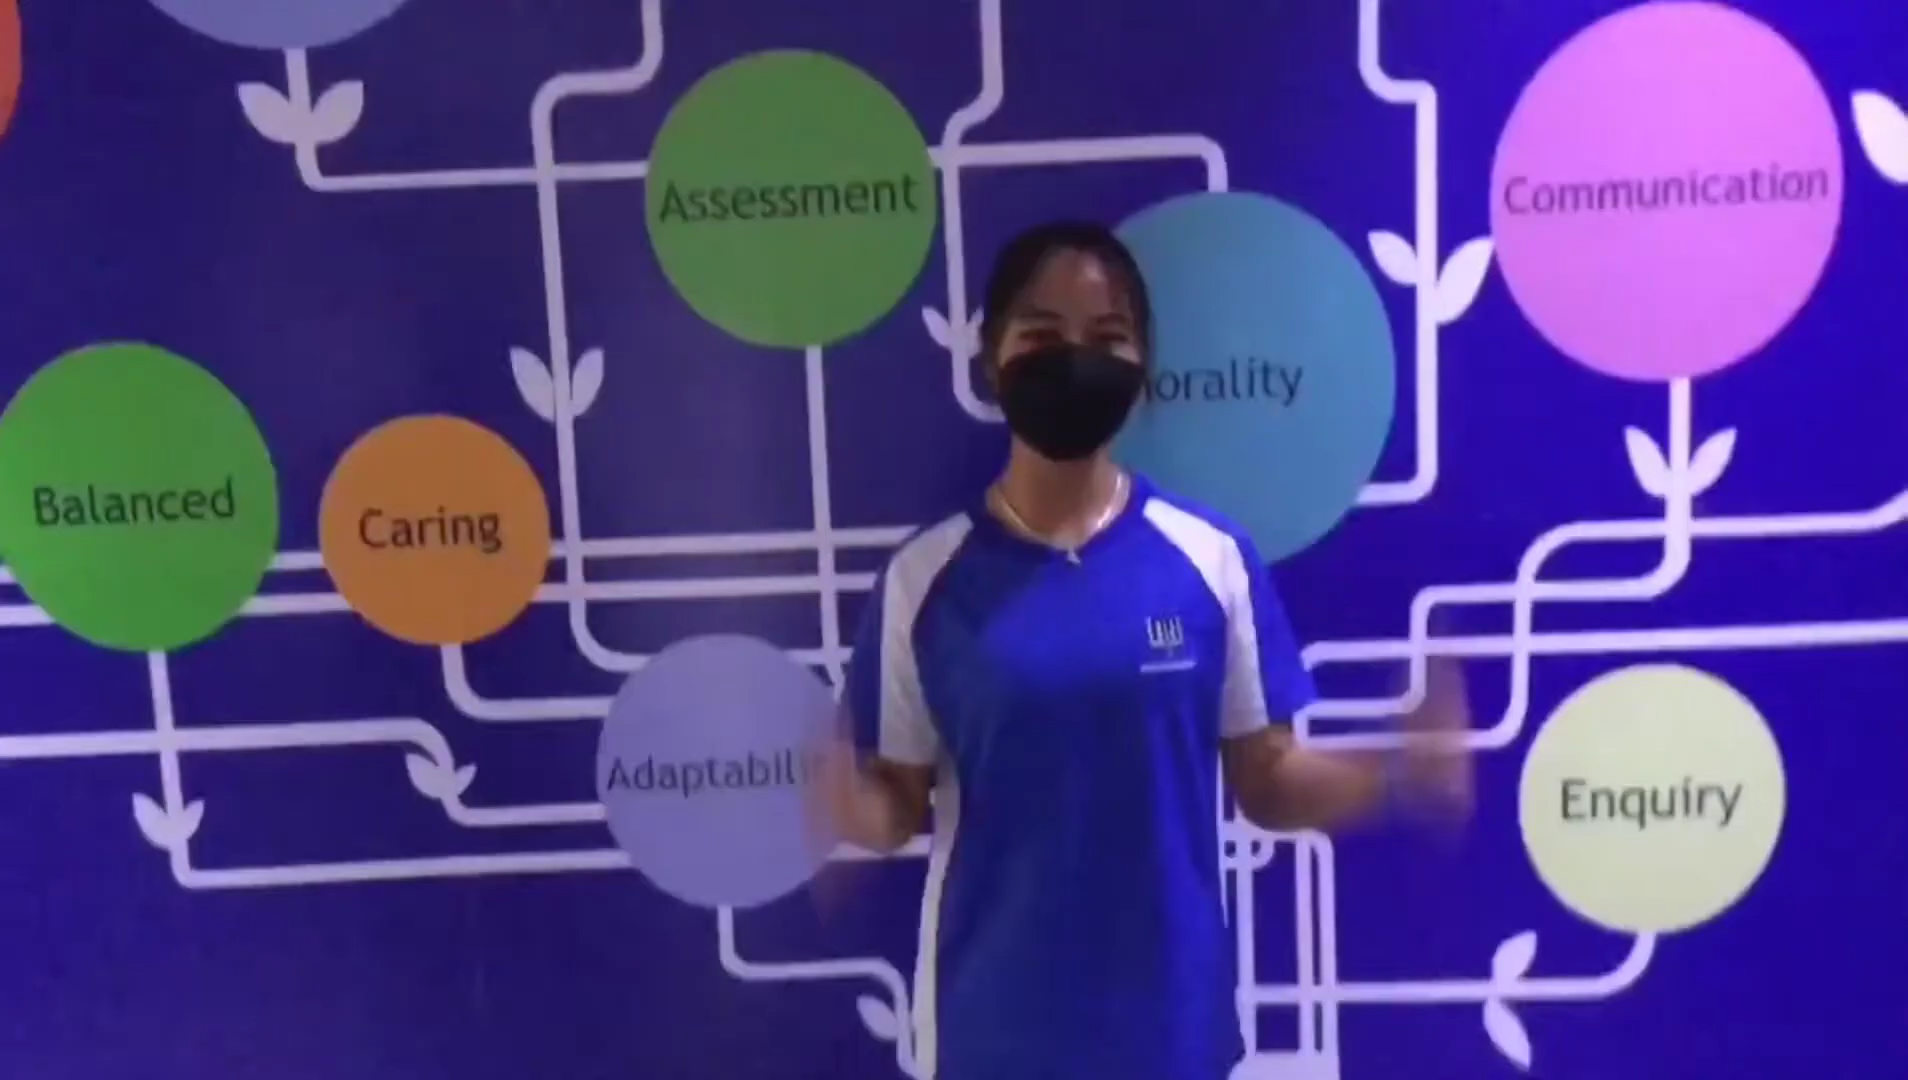 Assessment
Communication
orality
Balanced
Caring
Adaptabili
Enquiry